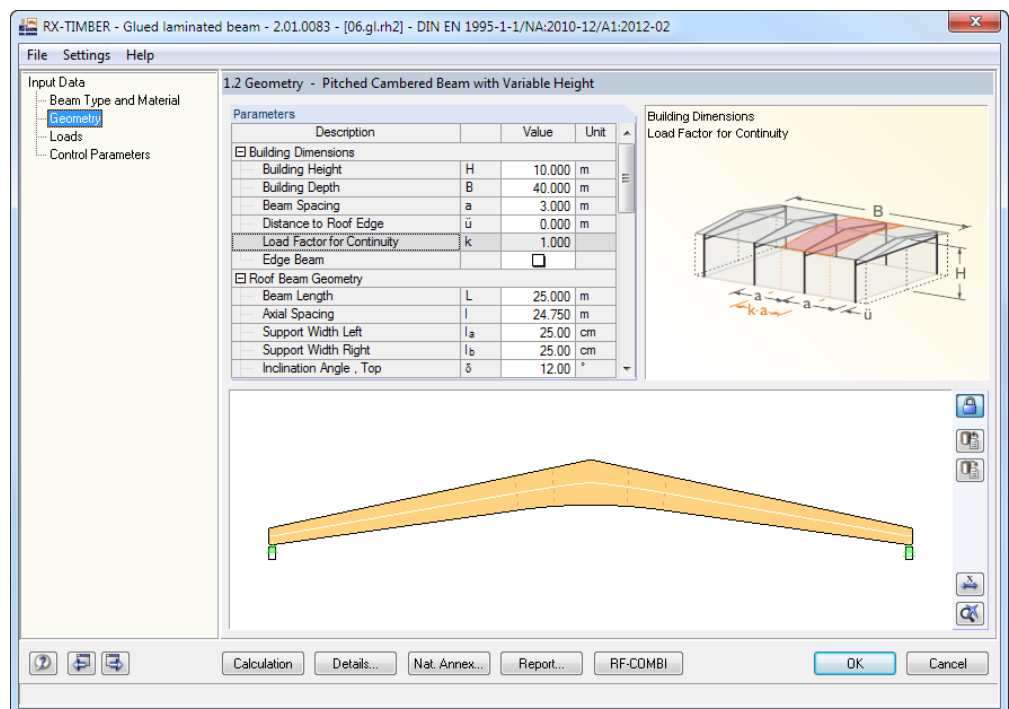 RX-TIMBER - Glued laminated beam - 2.01.0083 - [06.gl.rh2] - DIN EN 1995-1-1/NA:2010-12/A1:2012-02
File Settings Help
Input Data
Beam Type and Material
Geometry
Loads
Control Parameters
1.2 Geometry - Pitched Cambered Beam with Variable Height
Parameters
Description Value Unit
Building Dimensions
Building Height H 10.000 m
Building Depth B 40.000 m
Beam Spacing a 3.000 m
Distance to Roof Edge ü 0.000 m
Load Factor for Continuity k 1.000
Edge Beam
Roof Beam Geometry
Beam Length L 25.000 m
Axial Spacing l 24.750 m
Support Width Left la 25.00 cm
Support Width Right lb 25.00 cm
Inclination Angle , Top δ 12.00 °
Building Dimensions
Load Factor for Continuity
B
H
a
a
k·a
ü
x
Calculation Details... Nat. Annex... Report... RF-COMBI OK Cancel